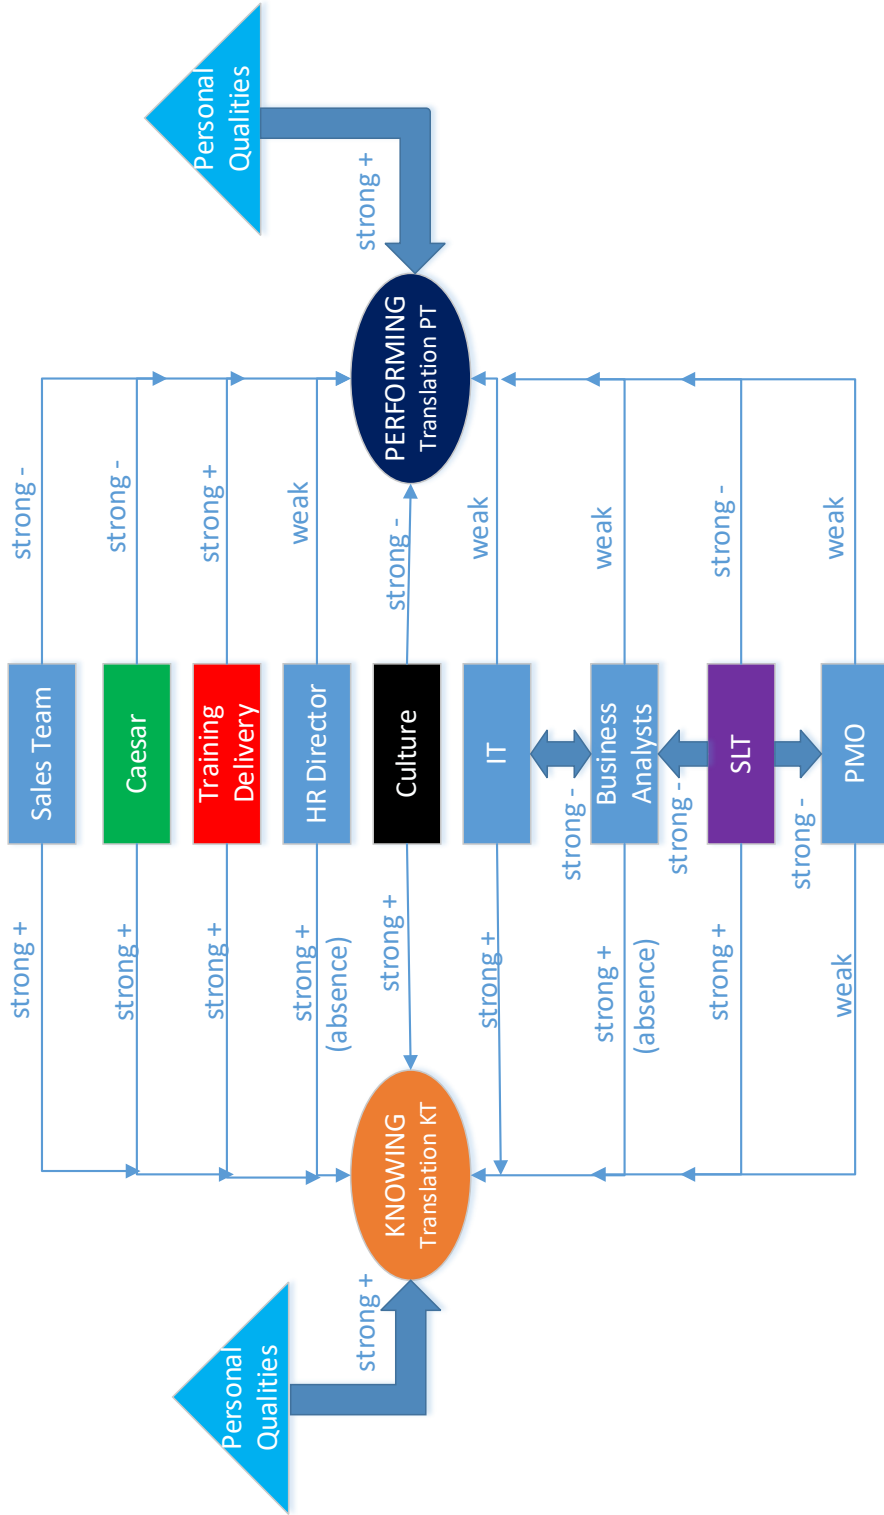 Personal
Qualities
strong +
KNOWING
Translation KT
strong +
Sales Team
strong -
strong +
Caesar
strong -
strong +
Training
Delivery
strong +
strong +
(absence)
HR Director
weak
strong +
Culture
strong -
strong +
IT
weak
strong -
strong +
(absence)
Business
Analysts
weak
strong -
strong +
SLT
strong -
strong -
weak
PMO
weak
PERFORMING
Translation PT
strong +
Personal
Qualities